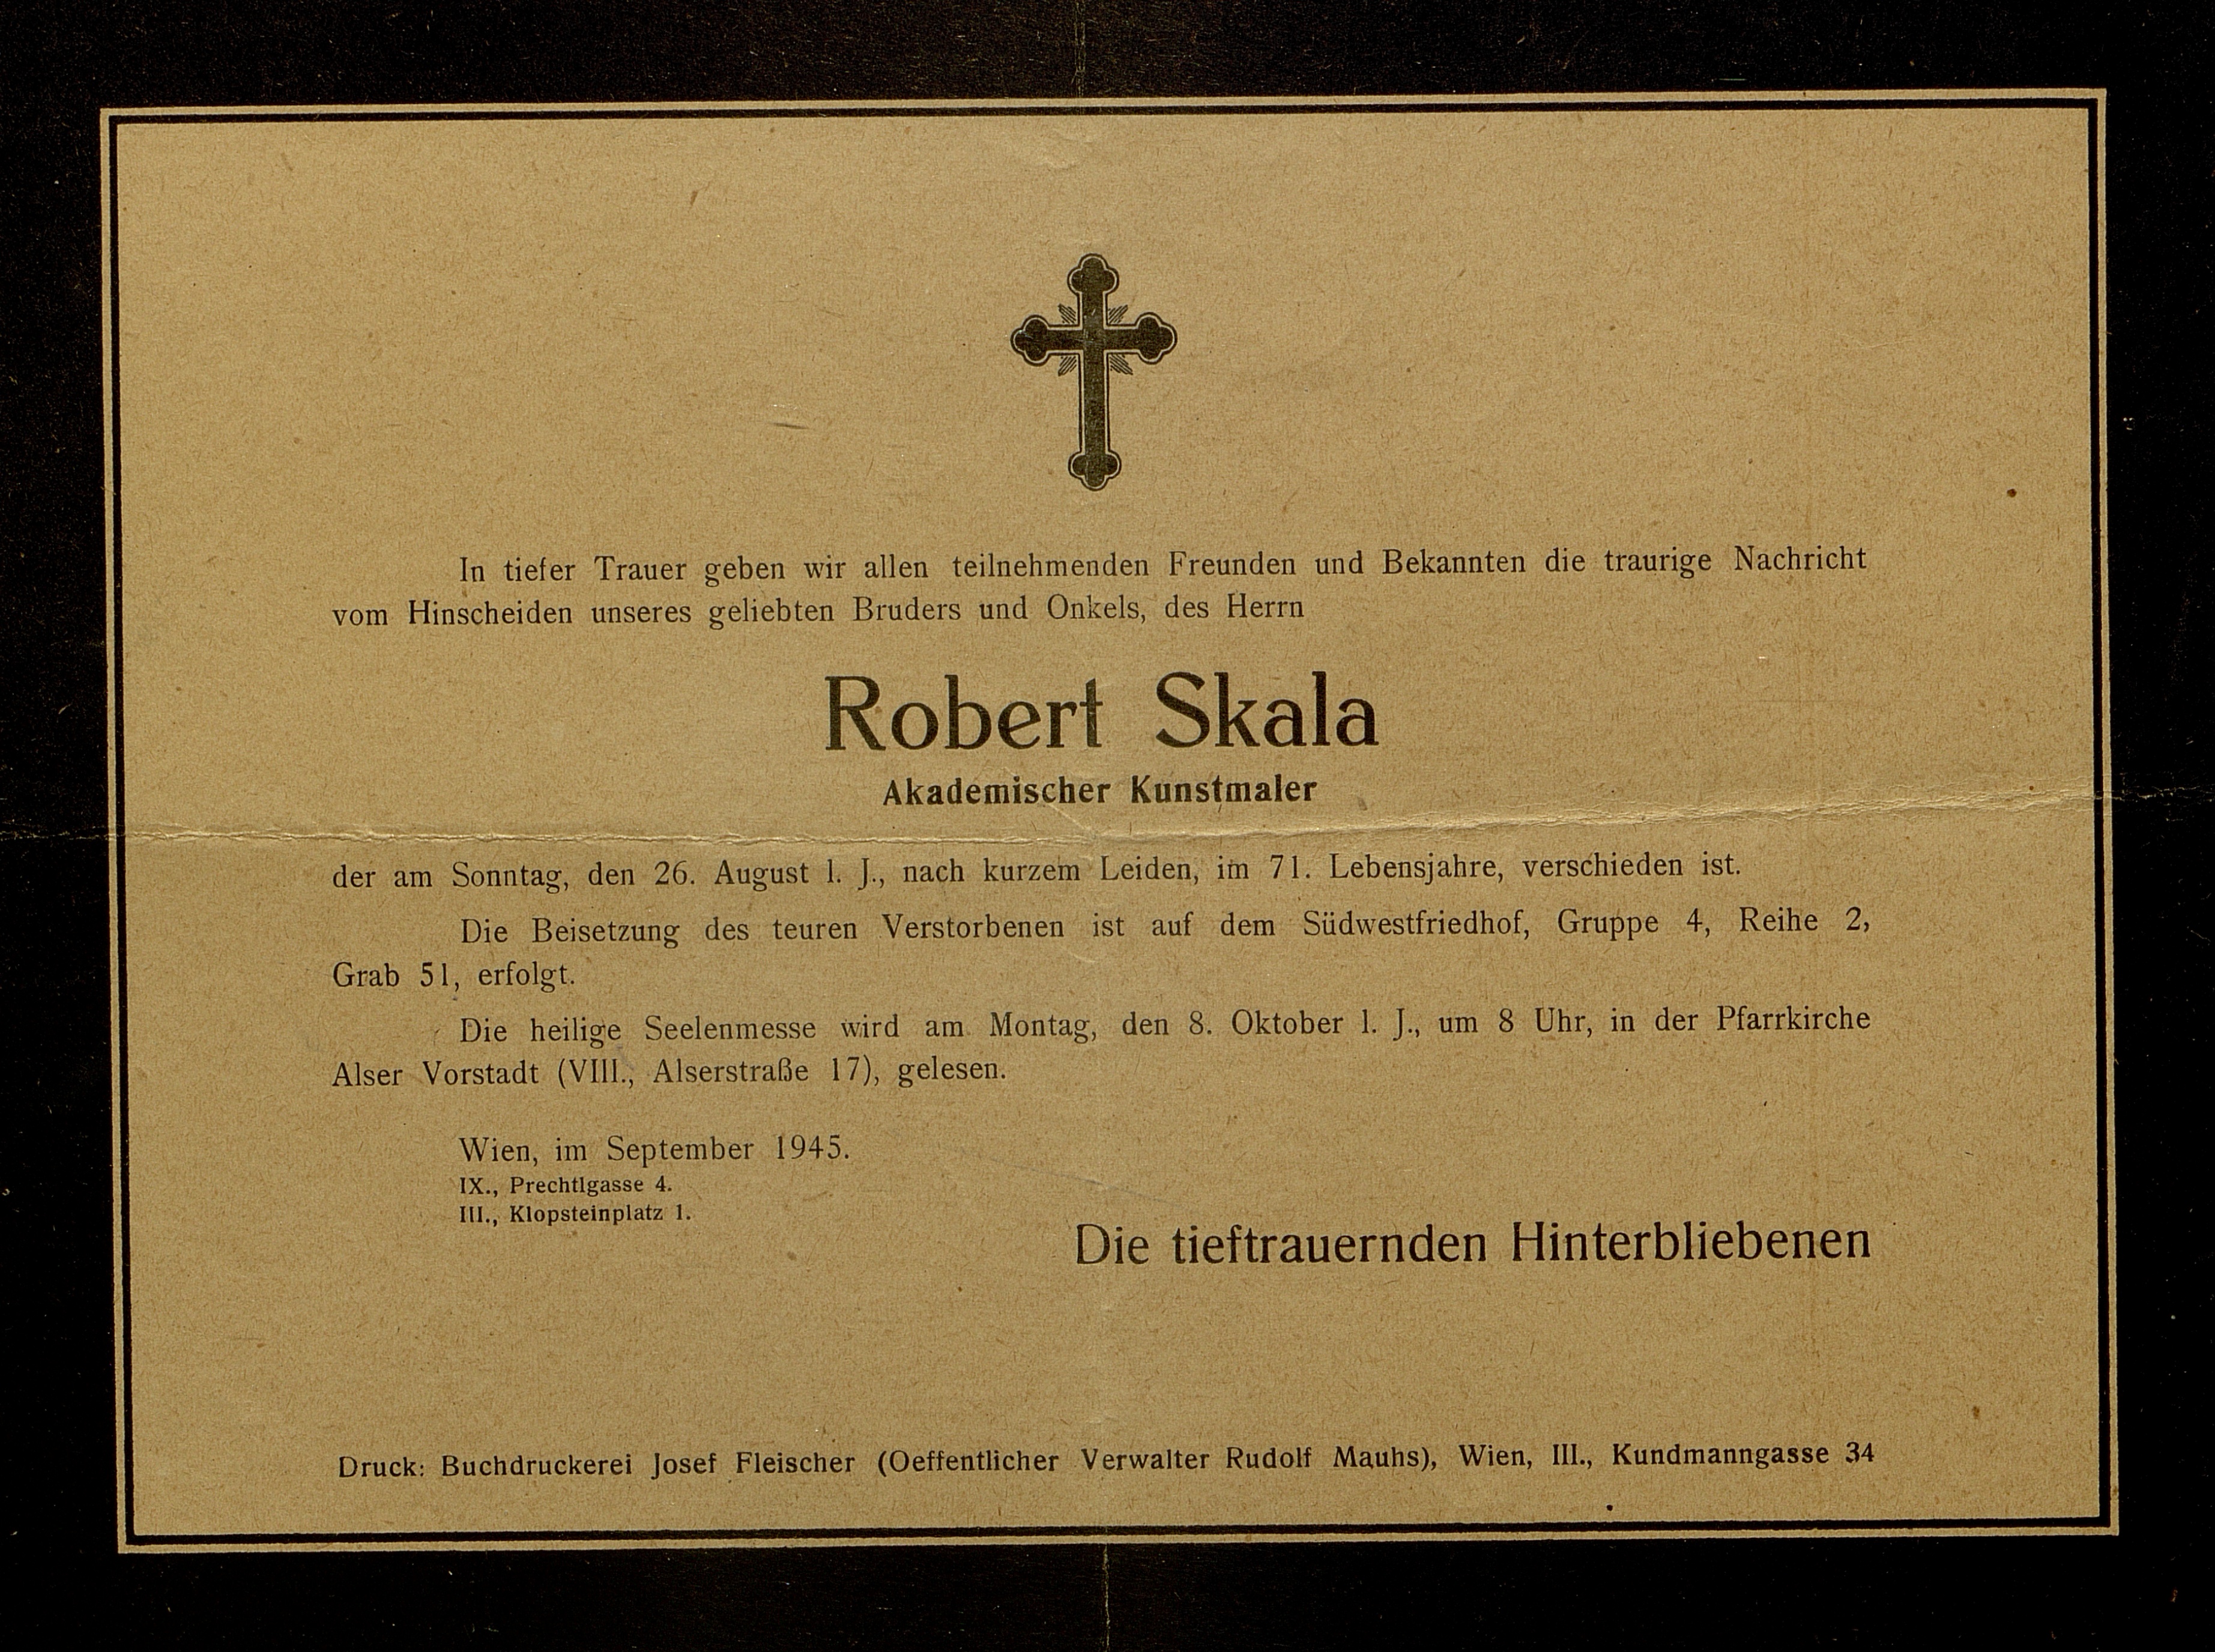 In tiefer Trauer geben wir allen teilnehmenden Freunden und Bekannten die traurige Nachricht
vom Hinscheiden unseres geliebten Bruders und Onkels, des Herrn
Robert Skala
Akademischer Kunstmaler
der am Sonntag, den 26. August l. J., nach kurzem Leiden, im 71. Lebensjahre, verschieden ist.
Die Beisetzung des teuren Verstorbenen ist auf dem Südwestfriedhof, Gruppe 4, Reihe 2,
Grab 51, erfolgt.
Die heilige Seelenmesse wird am Montag, den 8. Oktober l. J., um 8 Uhr, in der Pfarrkirche
Alser Vorstadt (VIII., Alserstraße 17), gelesen.
Wien, im September 1945.
IX., Prechtlgasse 4.
III., Klopsteinplatz 1.
Die tieftrauernden Hinterbliebenen
Druck: Buchdruckerei Josef Fleischer (Oeffentlicher Verwalter Rudolf Mauhs), Wien, III., Kundmanngasse 34